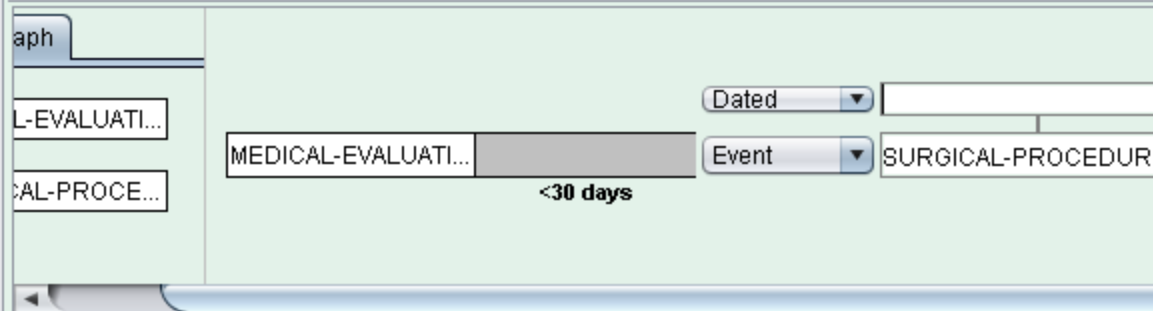 aph
L-EVALUATI...
CAL-PROCE...
Dated
MEDICAL-EVALUATI...
Event
SURGICAL-PROCEDUR
<30 days